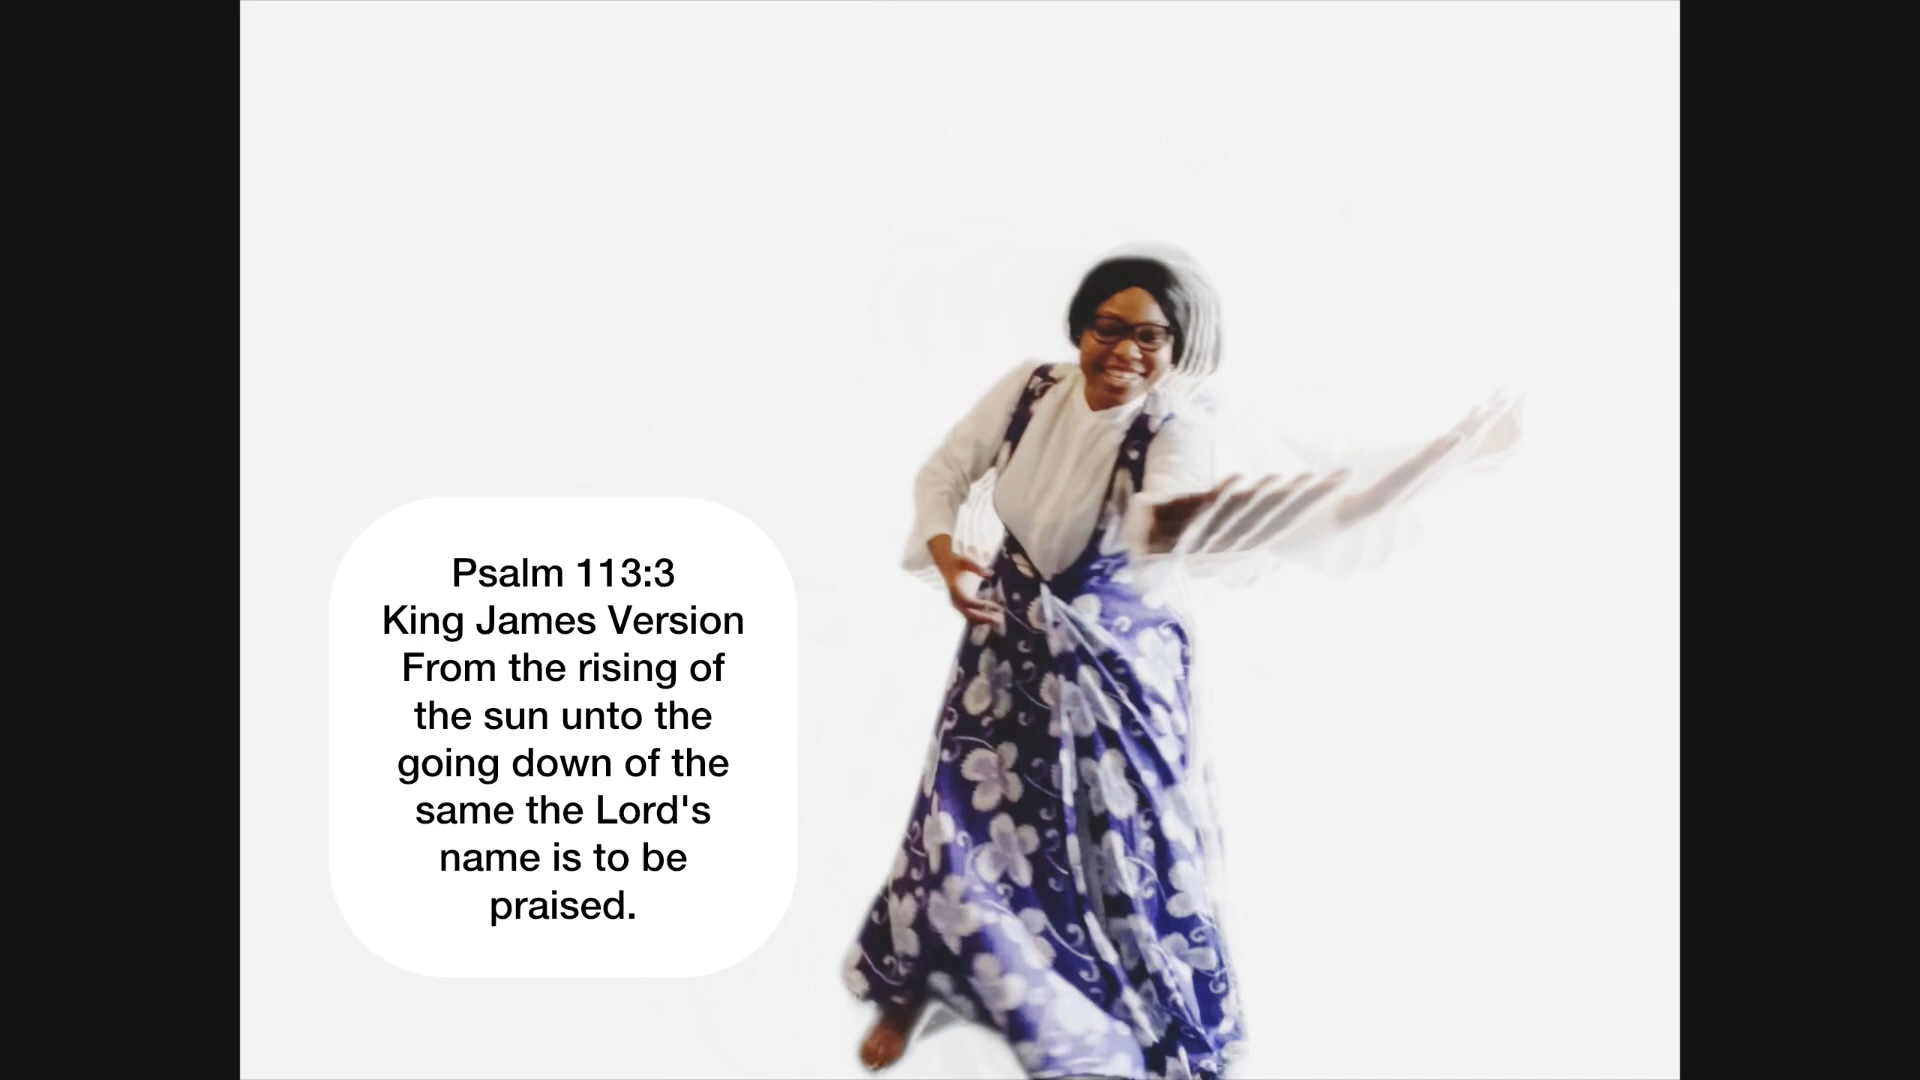 Psalm 113:3
King James Version
From the rising of
the sun unto the
going down of the
same the Lord's
name is to be
praised.